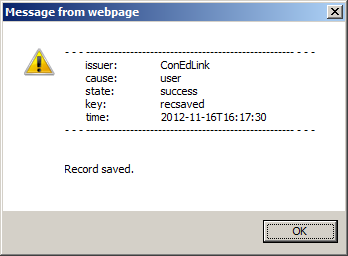 Message from webpage
issuer: ConEdLink
cause: user
state: success
key: recsaved
time: 2012-11-16T16:17:30
Record saved.
OK